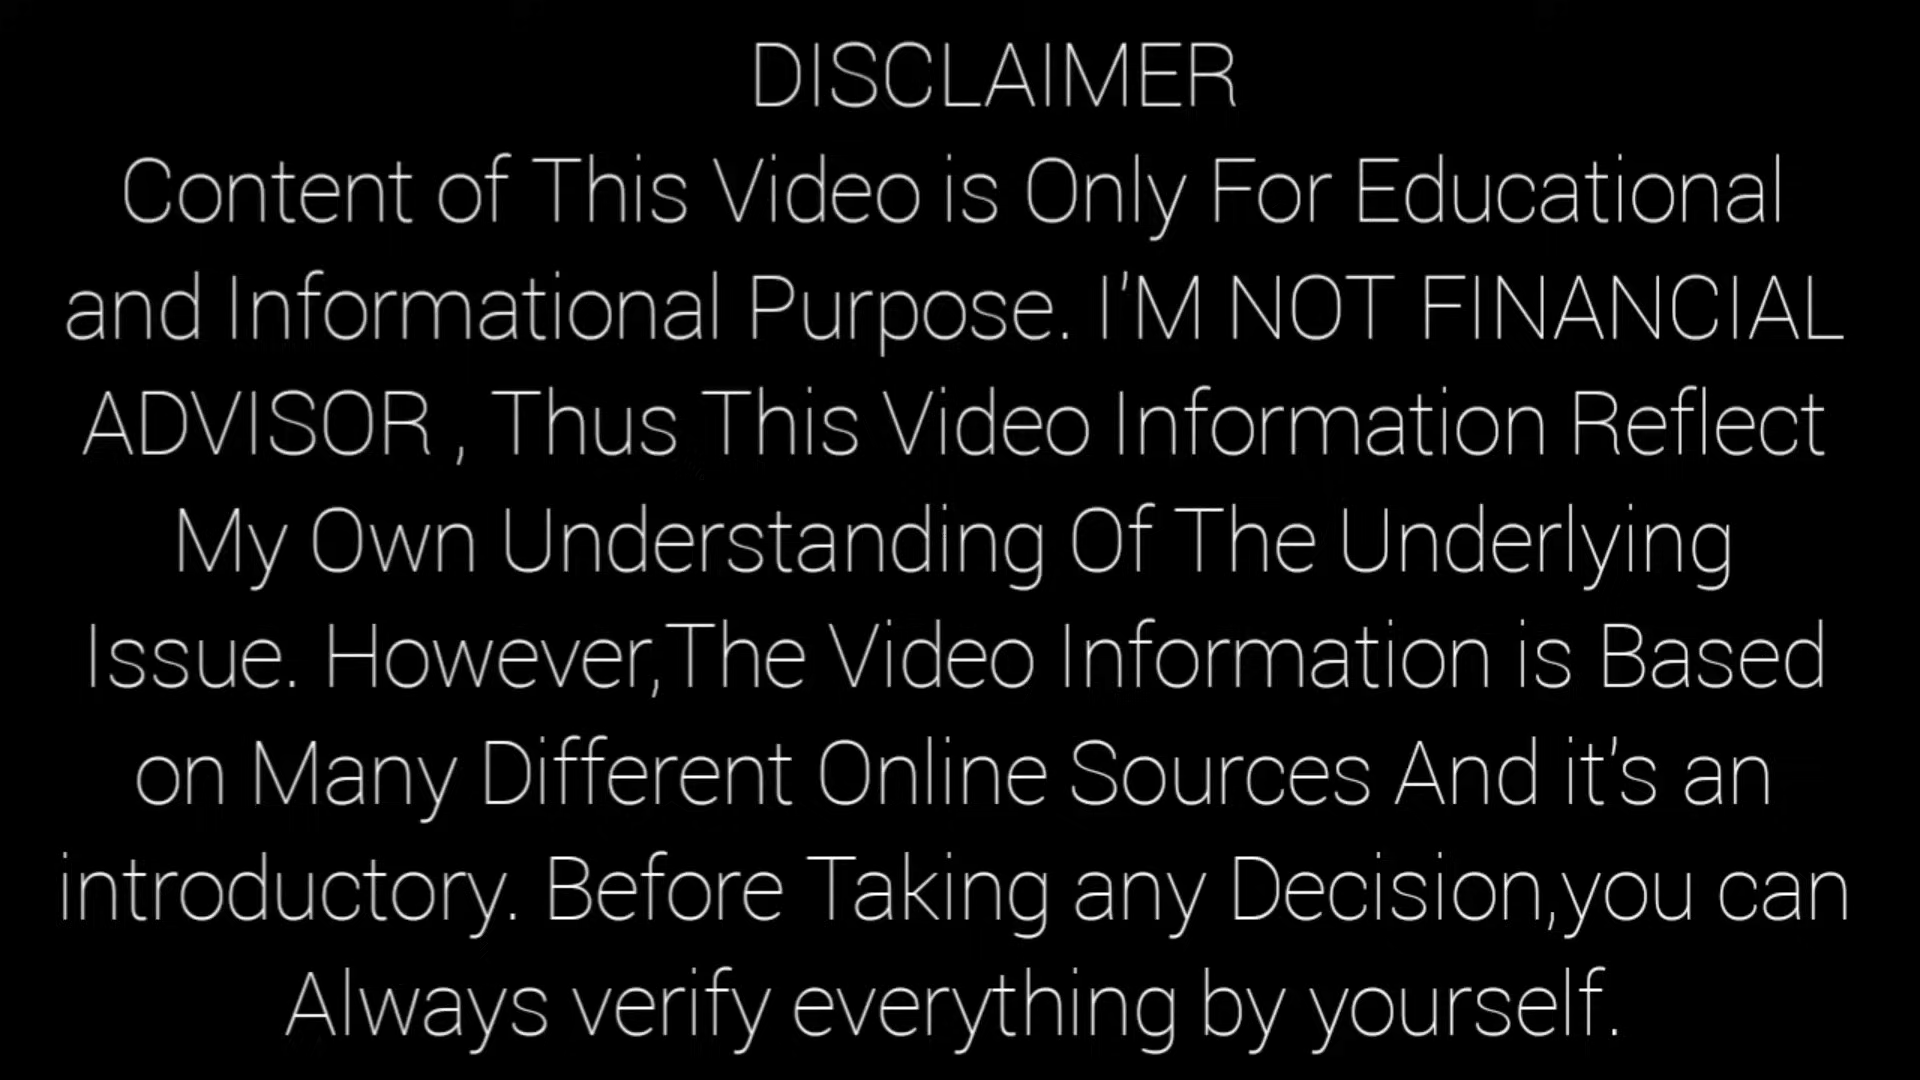 DISCLAIMER
Content of This Video is Only For Educational
and Informational Purpose. I'M NOT FINANCIAL
ADVISOR , Thus This Video Information Reflect
My Own Understanding Of The Underlying
Issue. However,The Video Information is Based
on Many Different Online Sources And it's an
introductory. Before Taking any Decision,you can
Always verify everything by yourself.